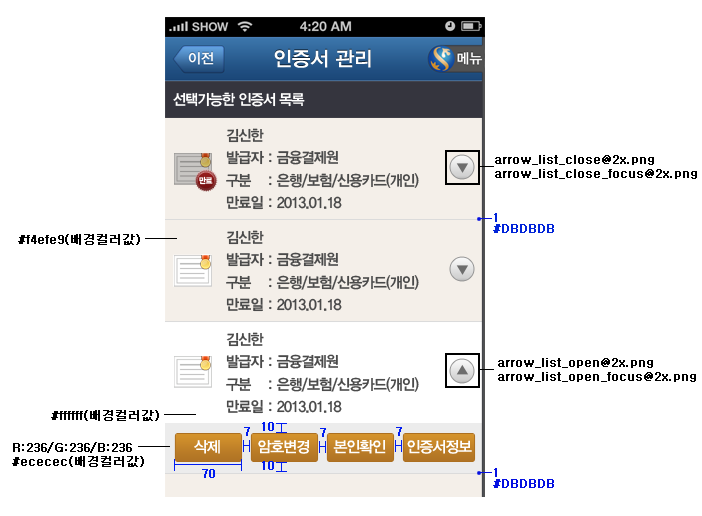 SHOW 4:20 AM
이전 인증서 관리 메뉴
선택가능한 인증서 목록
김신한
발급자 : 금융결제원
구분 : 은행/보험/신용카드(개인)
만료일 : 2013.01.18
만료
arrow_list_close@2x.png
arrow_list_close_focus@2x.png
1
#DBDBDB
#f4efe9(배경컬러값)
김신한
발급자 : 금융결제원
구분 : 은행/보험/신용카드(개인)
만료일 : 2013.01.18
김신한
발급자 : 금융결제원
구분 : 은행/보험/신용카드(개인)
만료일 : 2013.01.18
arrow_list_open@2x.png
arrow_list_open_focus@2x.png
#ffffff(배경컬러값)
R:236/G:236/B:236
#ececec(배경컬러값)
7 10 7 7
삭제 암호변경 본인확인 인증서정보
70 10
1
#DBDBDB